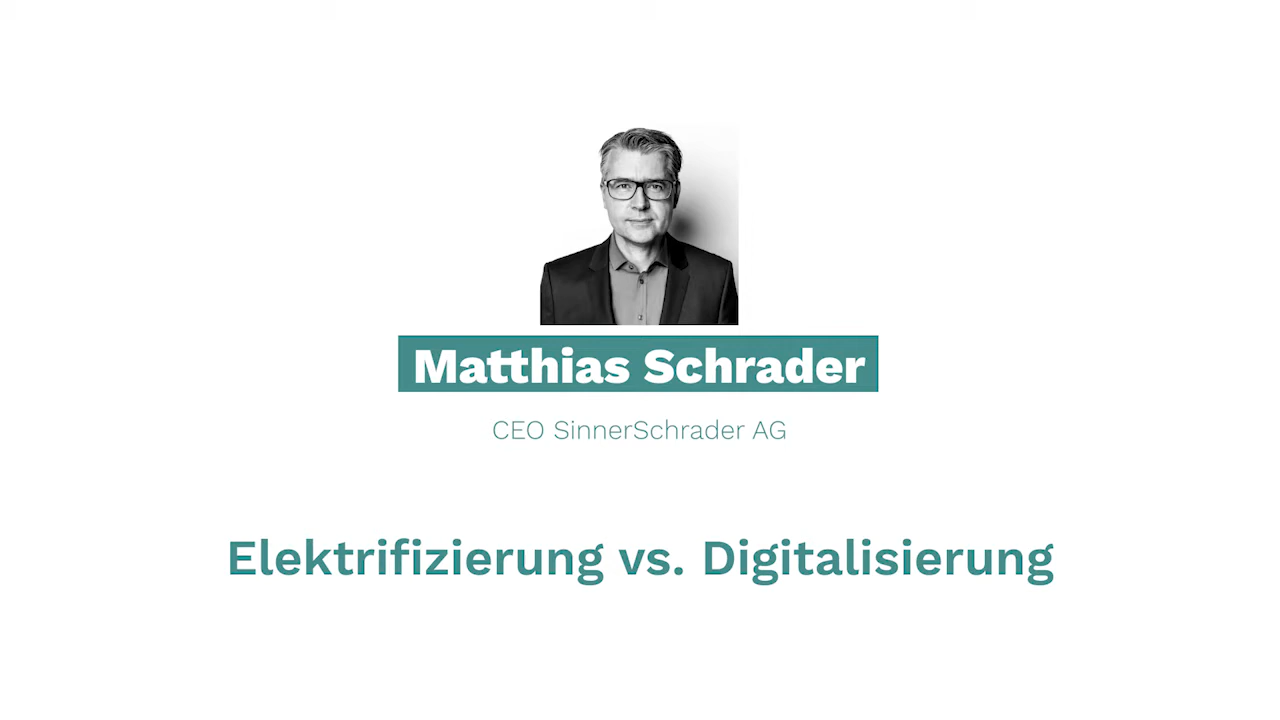 Matthias Schrader
CEO SinnerSchrader AG
Elektrifizierung vs. Digitalisierung